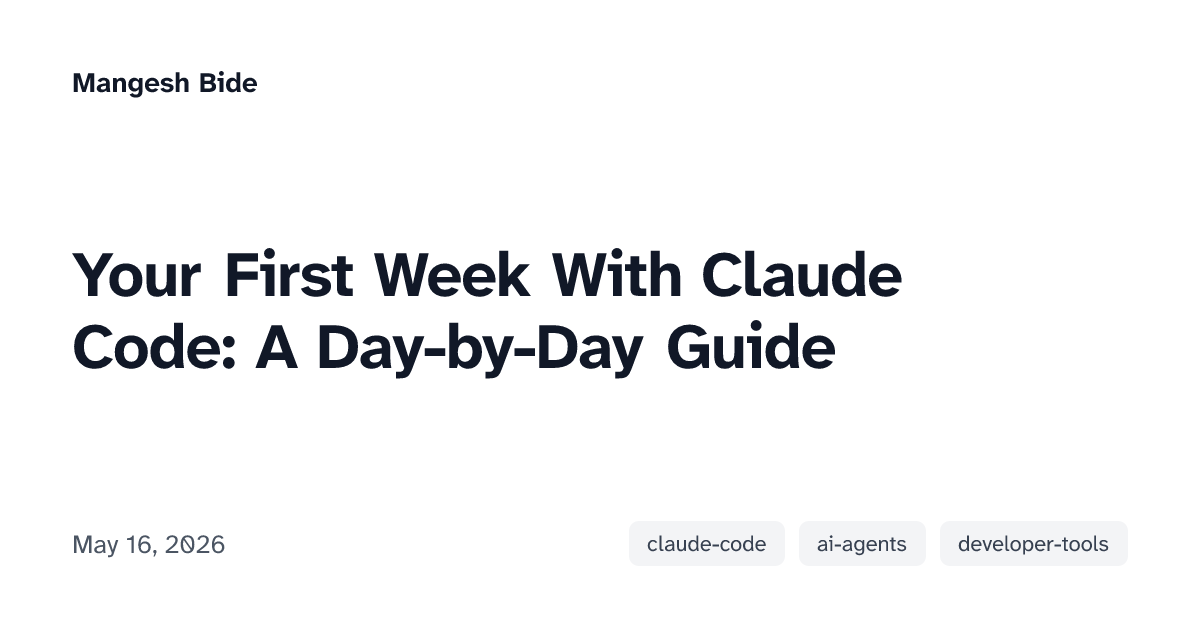 Mangesh Bide
Your First Week With Claude
Code: A Day-by-Day Guide
May 16, 2026
claude-code
ai-agents
developer-tools